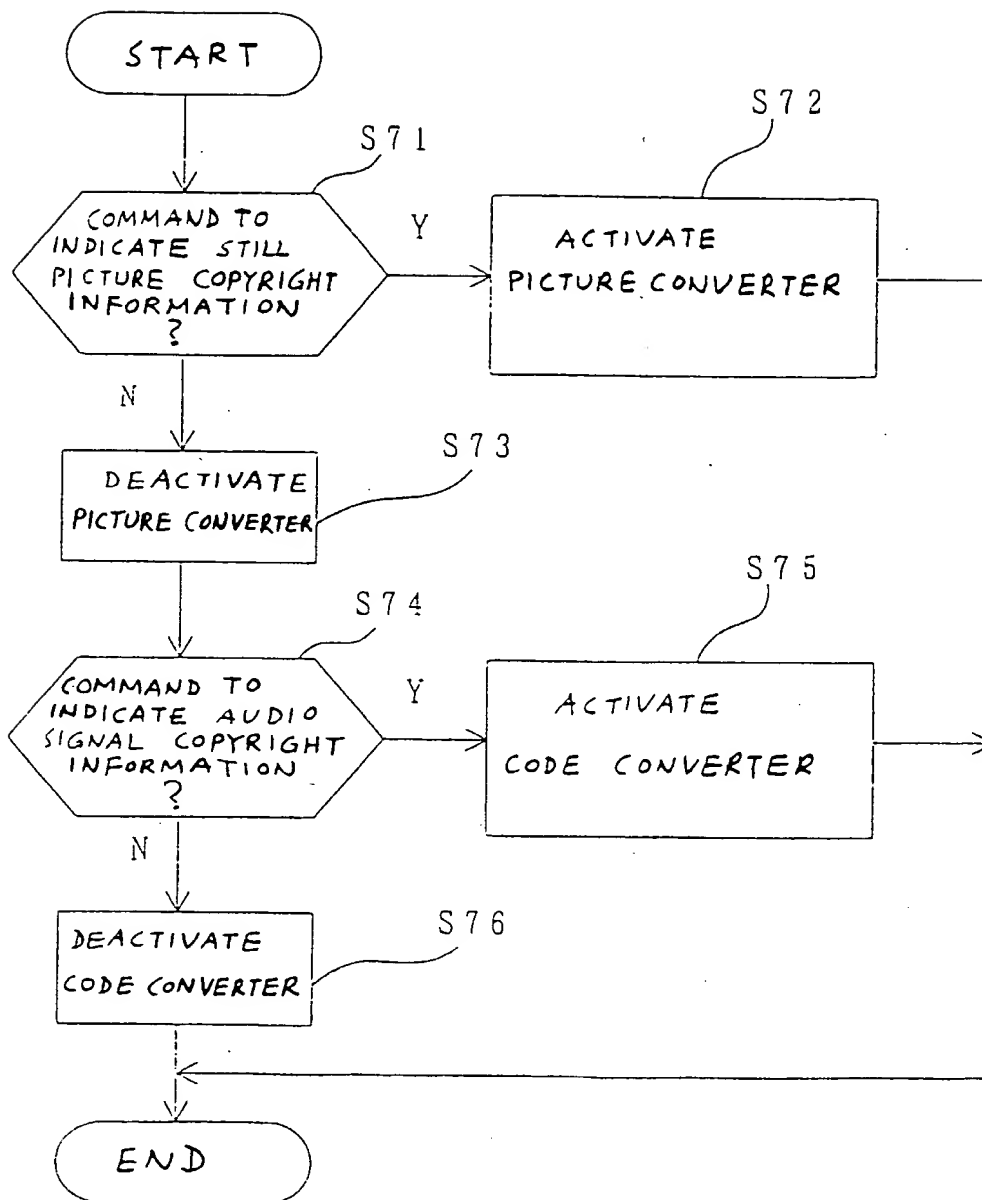 START
S71
COMMAND TO
INDICATE STILL
PICTURE COPYRIGHT
INFORMATION
?
Y
S72
ACTIVATE
PICTURE CONVERTER
N
S73
DEACTIVATE
PICTURE CONVERTER
S74
COMMAND TO
INDICATE AUDIO
SIGNAL COPYRIGHT
INFORMATION
?
Y
S75
ACTIVATE
CODE CONVERTER
N
S76
DEACTIVATE
CODE CONVERTER
END